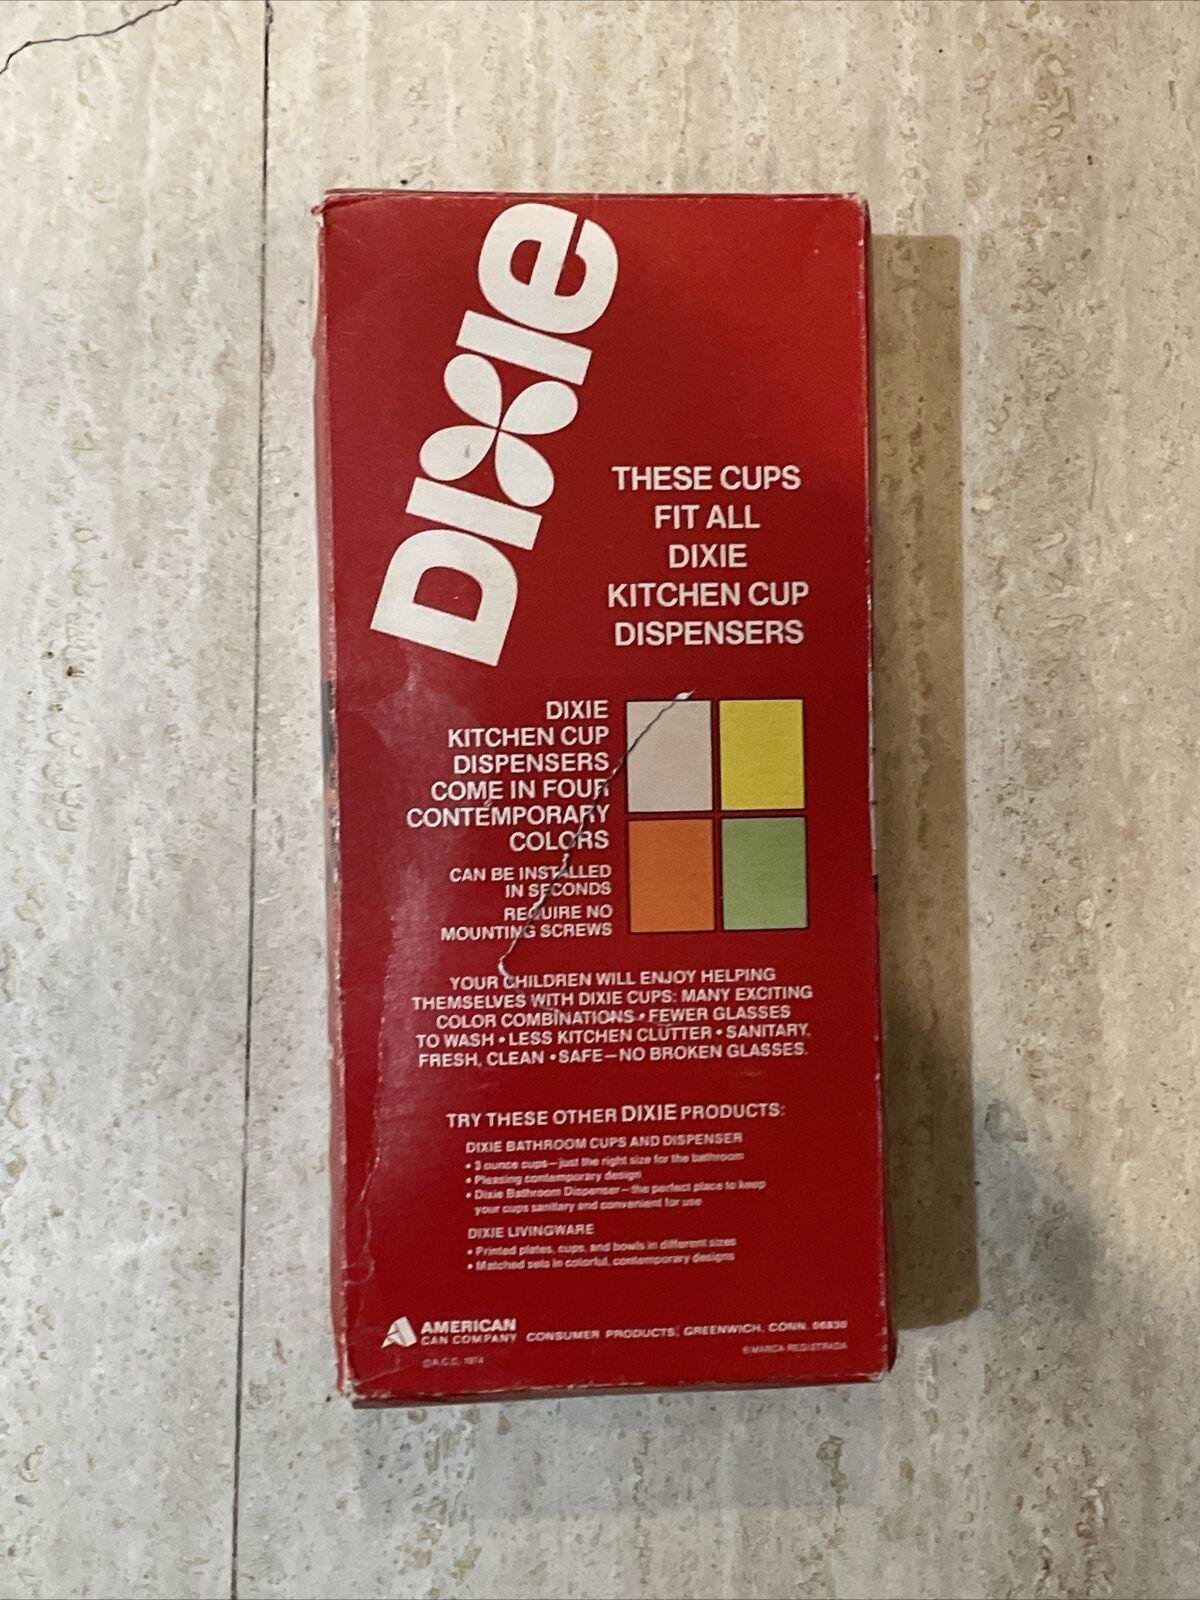 Dixie
THESE CUPS
FIT ALL
DIXIE
KITCHEN CUP
DISPENSERS
DIXIE
KITCHEN CUP
DISPENSERS
COME IN FOUR
CONTEMPORARY
COLORS
CAN BE INSTALLED
IN SECONDS
REQUIRE NO
MOUNTING SCREWS
YOUR CHILDREN WILL ENJOY HELPING
THEMSELVES WITH DIXIE CUPS: MANY EXCITING
COLOR COMBINATIONS • FEWER GLASSES
TO WASH • LESS KITCHEN CLUTTER • SANITARY,
FRESH, CLEAN • SAFE—NO BROKEN GLASSES.
TRY THESE OTHER DIXIE PRODUCTS:
DIXIE BATHROOM CUPS AND DISPENSER
• 3 ounce cups—just the right size for the bathroom
• Pleasing contemporary design
• Dixie Bathroom Dispenser—the perfect place to keep
your cups sanitary and convenient for use
DIXIE LIVINGWARE
• Printed plates, cups, and bowls in different sizes
• Matched sets in colorful, contemporary designs
AMERICAN
CAN COMPANY CONSUMER PRODUCTS, GREENWICH, CONN. 06830
©A.C.C. 1974
® MARCA REGISTRADA